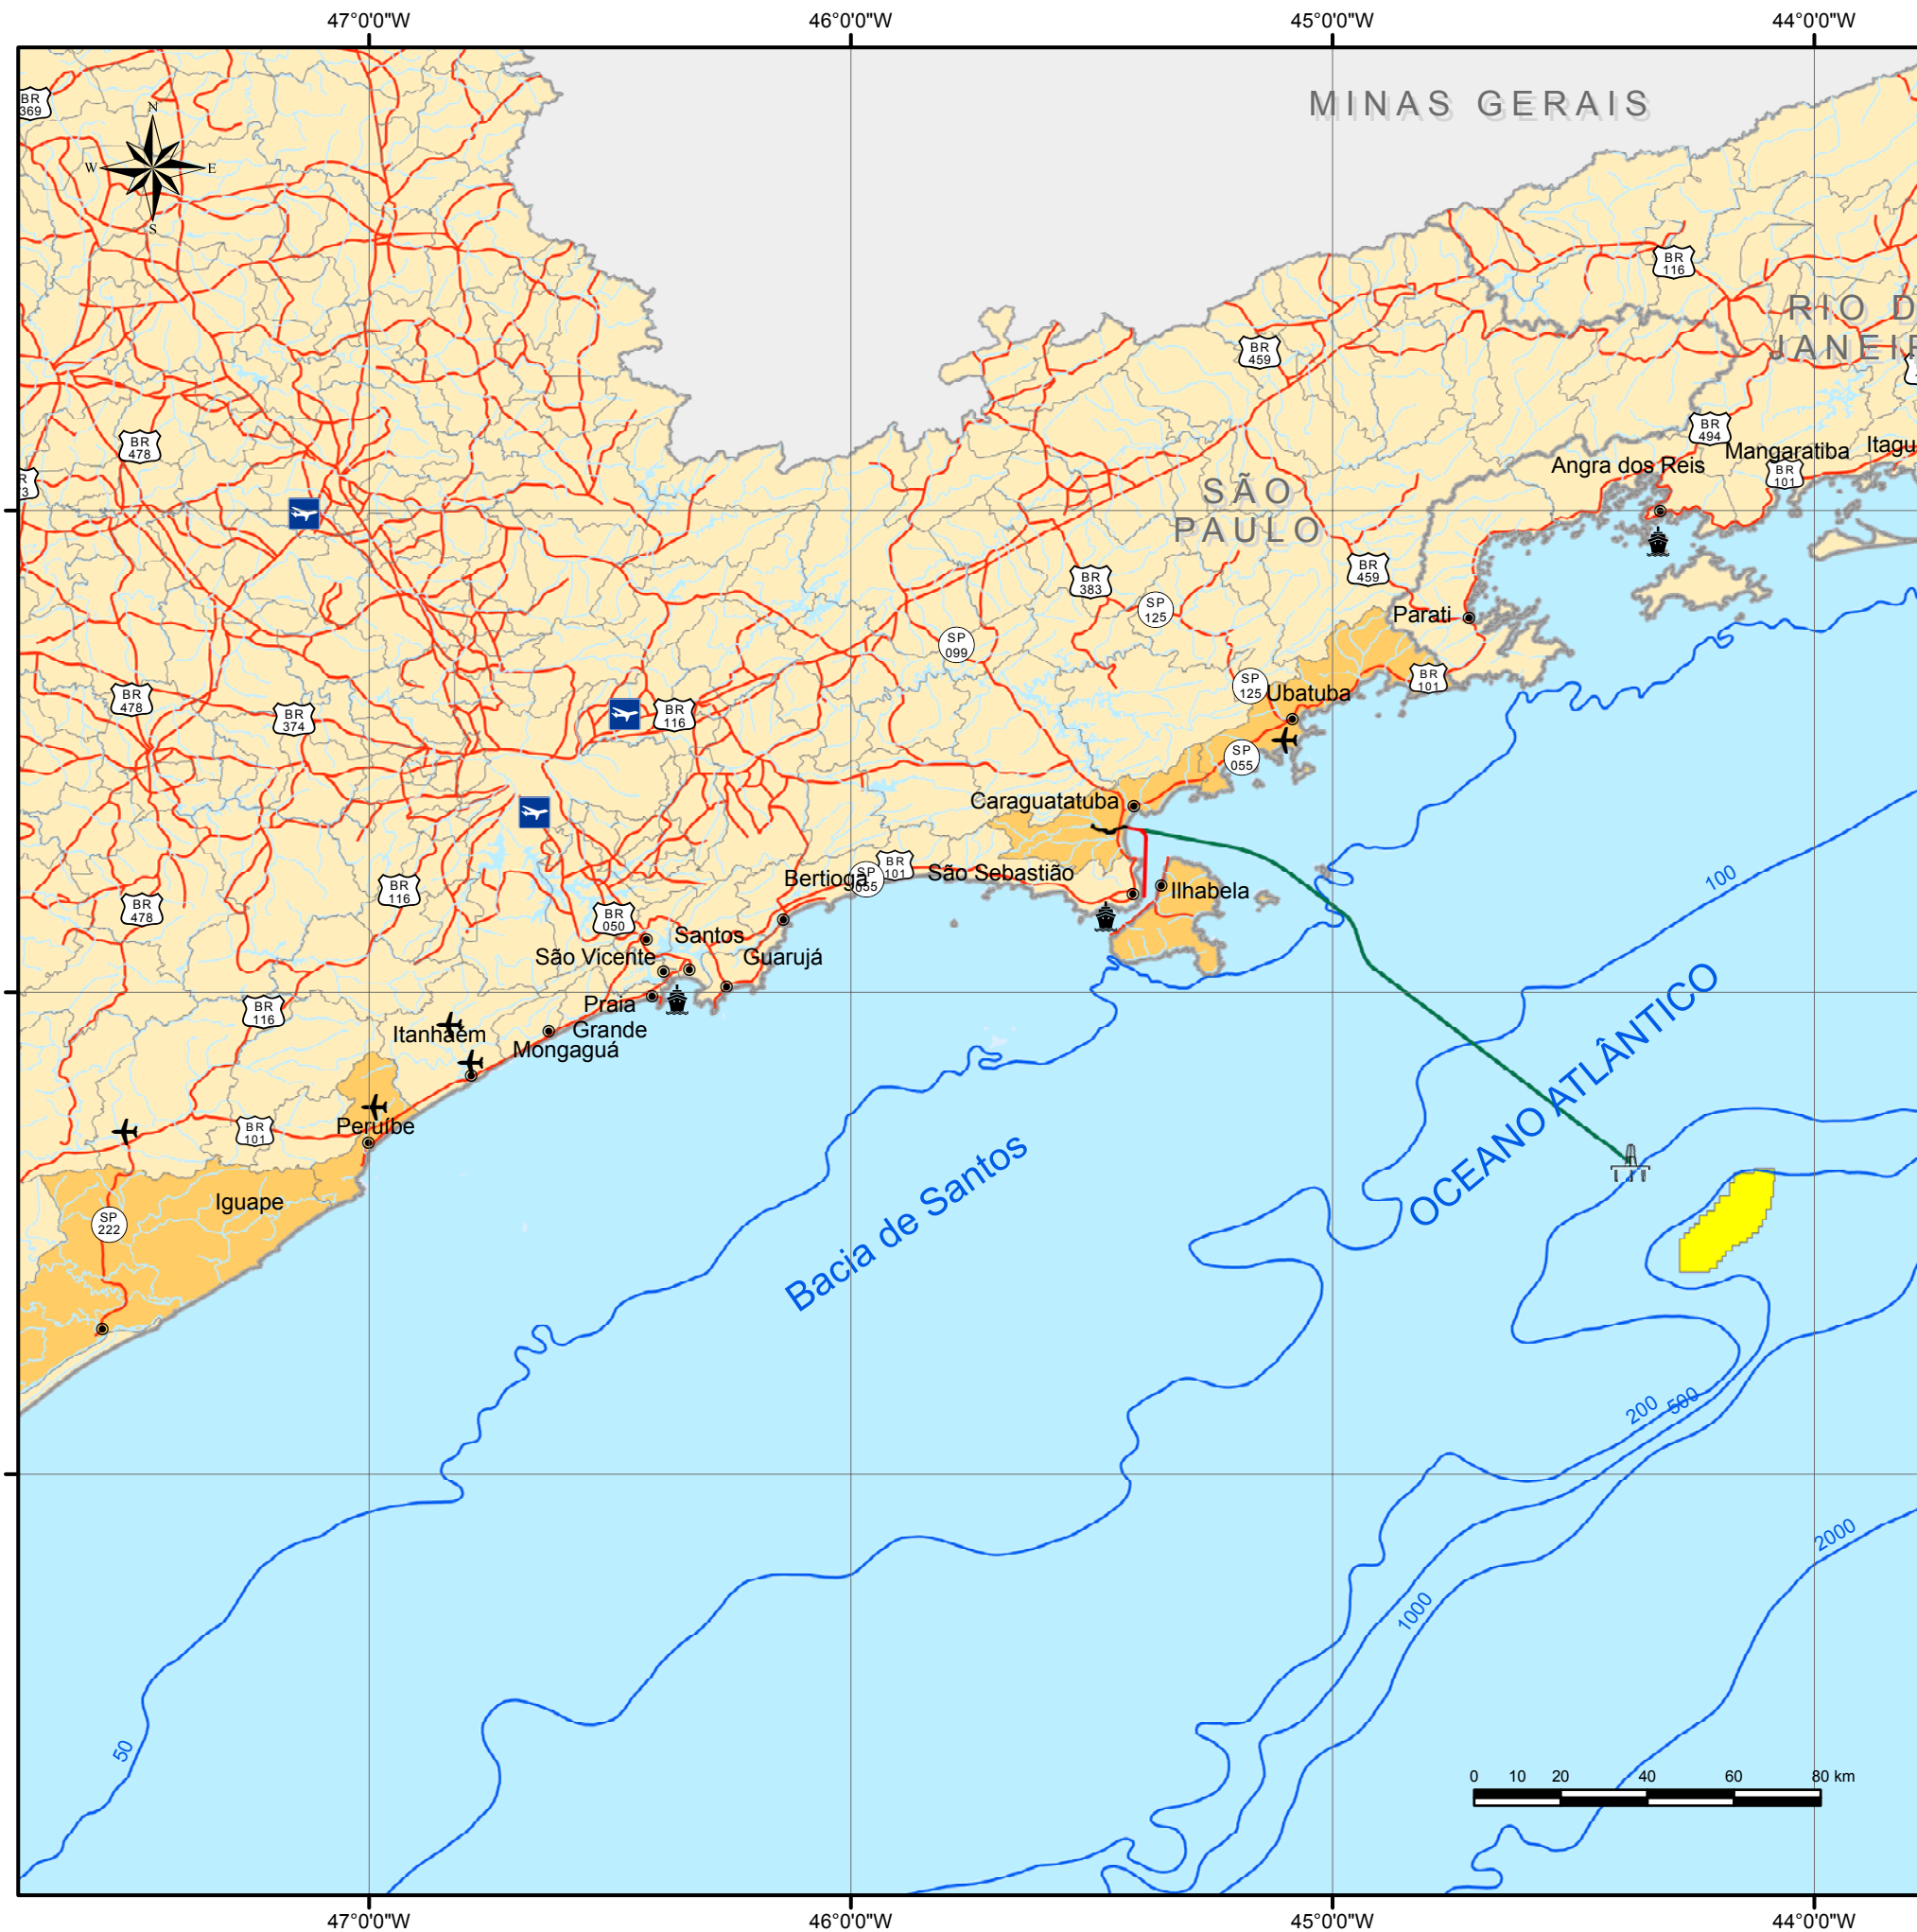 47°0'0"W
46°0'0"W
45°0'0"W
44°0'0"W
BR
369
N
W
E
S
MINAS GERAIS
BR
116
RIO D
JANEIR
BR
459
BR
478
BR
494
Mangaratiba
Itagu
Angra dos Reis
BR
101
R
3
SÃO
PAULO
BR
459
BR
383
SP
125
Parati
SP
099
BR
101
SP
125
Ubatuba
BR
478
BR
374
BR
116
SP
055
Caraguatatuba
BR
101
SP
055
Bertioga
São Sebastião
Ilhabela
100
BR
116
BR
478
BR
050
Santos
São Vicente
Guarujá
Praia
Grande
BR
116
Itanhaém
Mongaguá
OCEANO ATLÂNTICO
BR
101
Peruíbe
Bacia de Santos
Iguape
SP
222
200
500
2000
1000
50
0 10 20 40 60 80 km
47°0'0"W
46°0'0"W
45°0'0"W
44°0'0"W